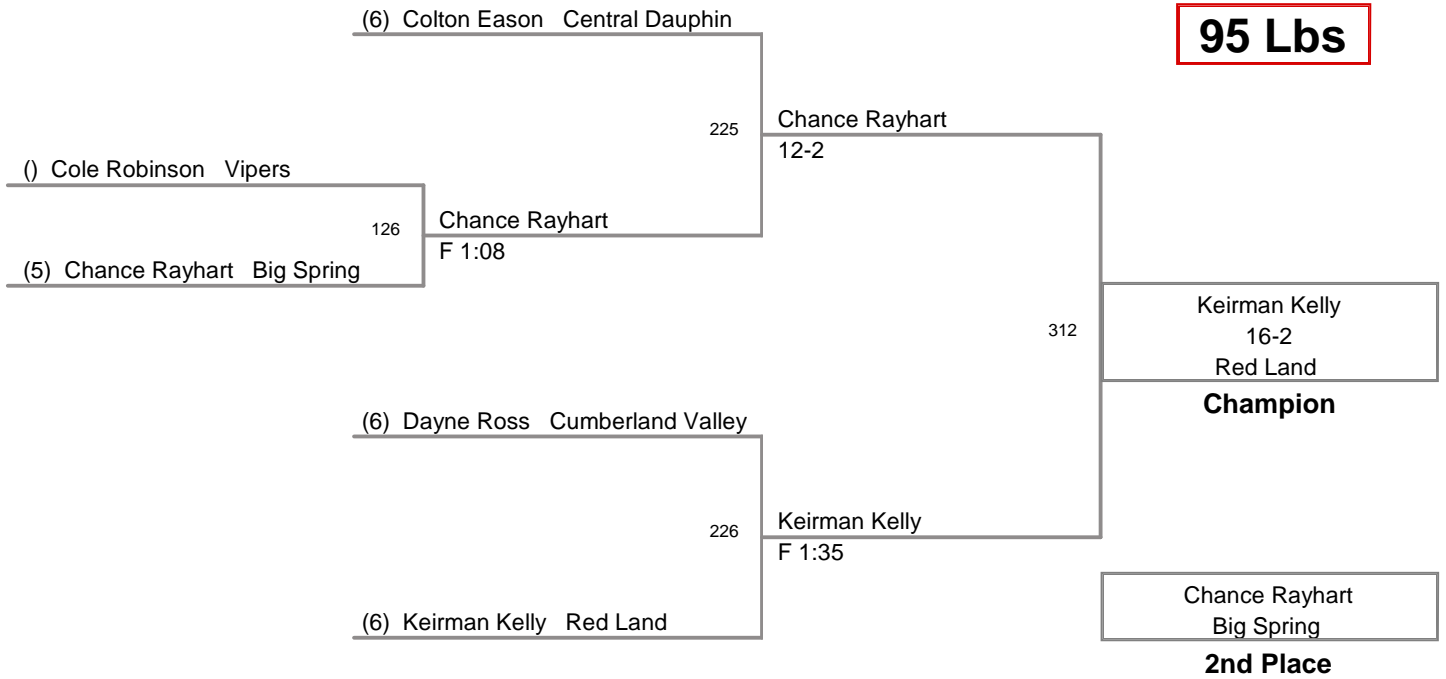 (6) Colton Eason Central Dauphin
95 Lbs
225
Chance Rayhart
12-2
() Cole Robinson Vipers
126
Chance Rayhart
F 1:08
(5) Chance Rayhart Big Spring
312
Keirman Kelly
16-2
Red Land
Champion
(6) Dayne Ross Cumberland Valley
226
Keirman Kelly
F 1:35
(6) Keirman Kelly Red Land
Chance Rayhart
Big Spring
2nd Place